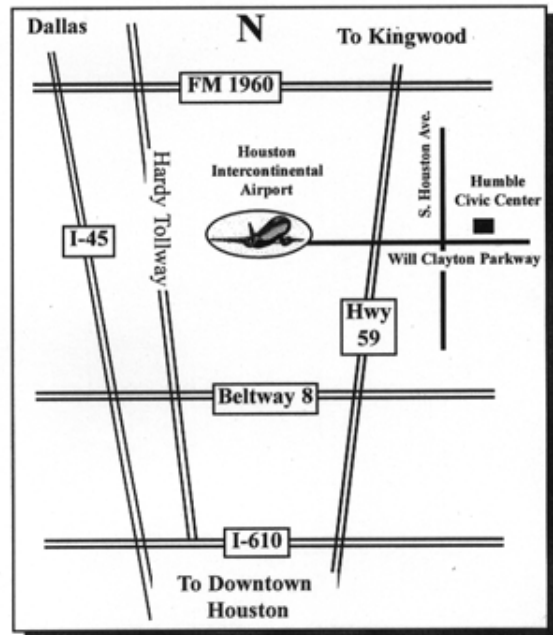 Dallas
N
To Kingwood
FM 1960
Hardy Tollway
Houston
Intercontinental
Airport
S. Houston Ave.
Humble
Civic Center
I-45
Will Clayton Parkway
Hwy
59
Beltway 8
I-610
To Downtown
Houston